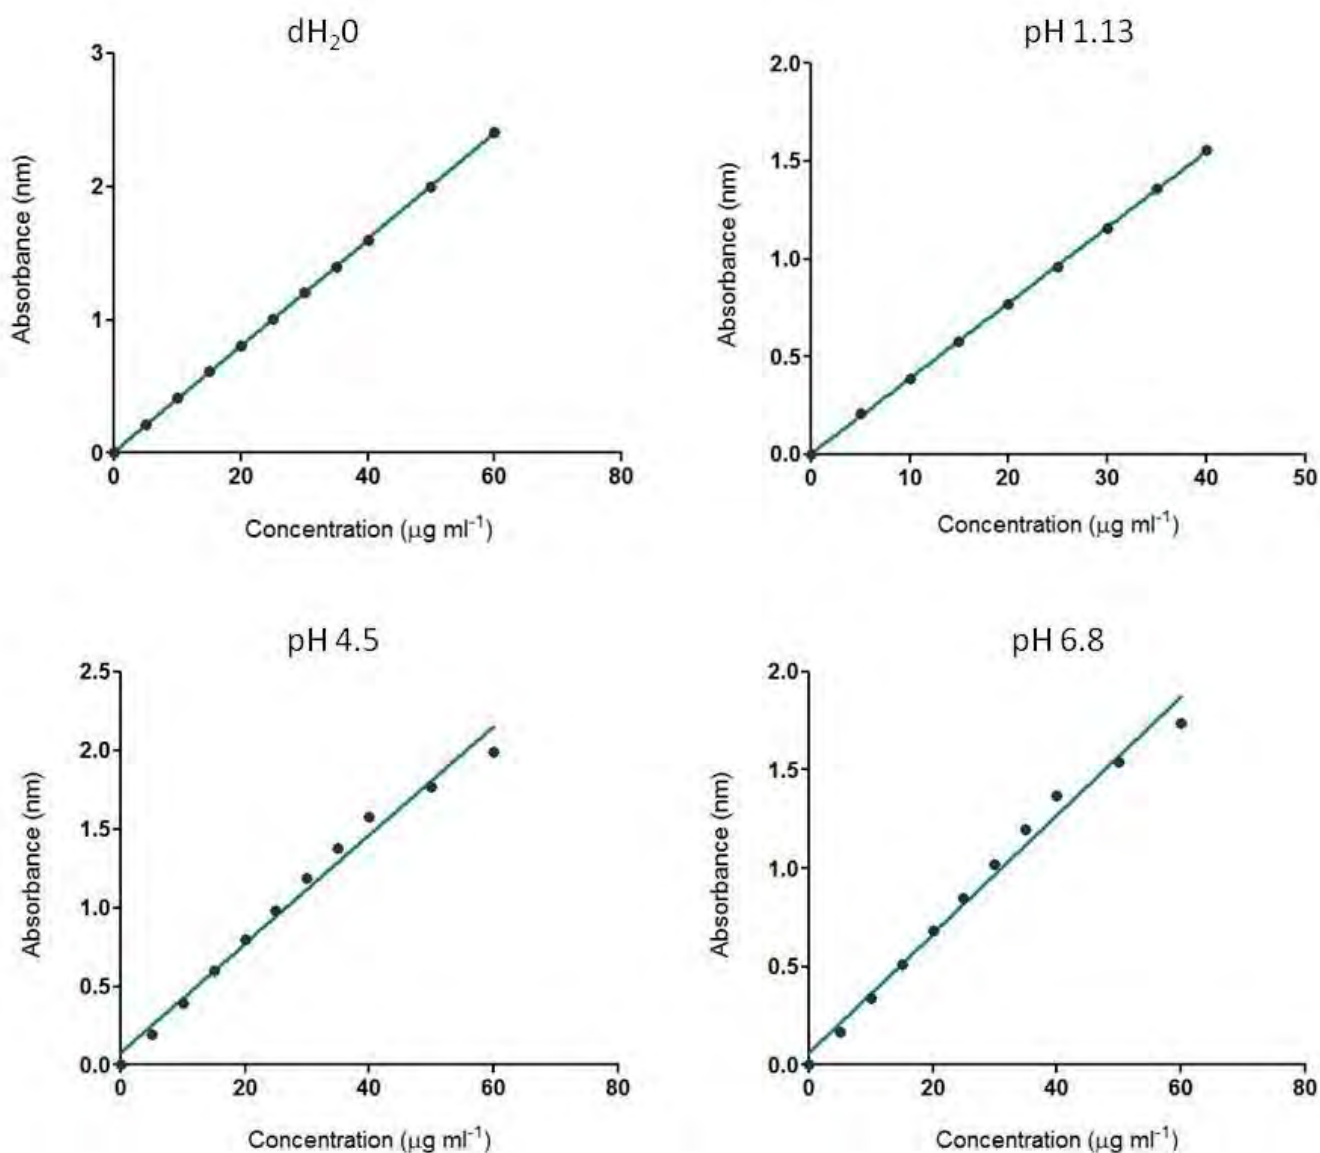 dH₂0
3
2
1
0
0 20 40 60 80
Absorbance (nm)
Concentration (μg ml⁻¹)
pH 1.13
2.0
1.5
1.0
0.5
0.0
0 10 20 30 40 50
Absorbance (nm)
Concentration (μg ml⁻¹)
pH 4.5
2.5
2.0
1.5
1.0
0.5
0.0
0 20 40 60 80
Absorbance (nm)
Concentration (μg ml⁻¹)
pH 6.8
2.0
1.5
1.0
0.5
0.0
0 20 40 60 80
Absorbance (nm)
Concentration (μg ml⁻¹)